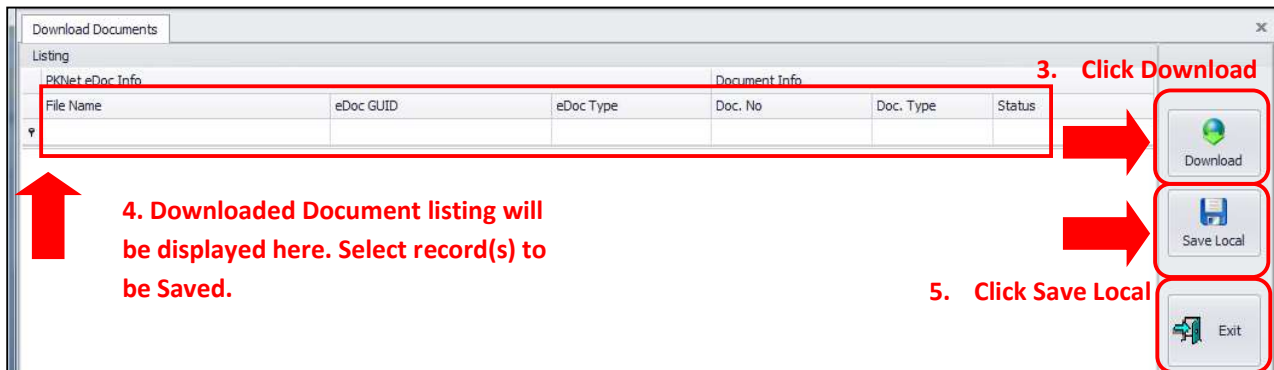 Download Documents
Listing
PKNet eDoc Info Document Info
3. Click Download
File Name eDoc GUID eDoc Type Doc. No Doc. Type Status
Download
4. Downloaded Document listing will
be displayed here. Select record(s) to
be Saved.
Save Local
5. Click Save Local
Exit